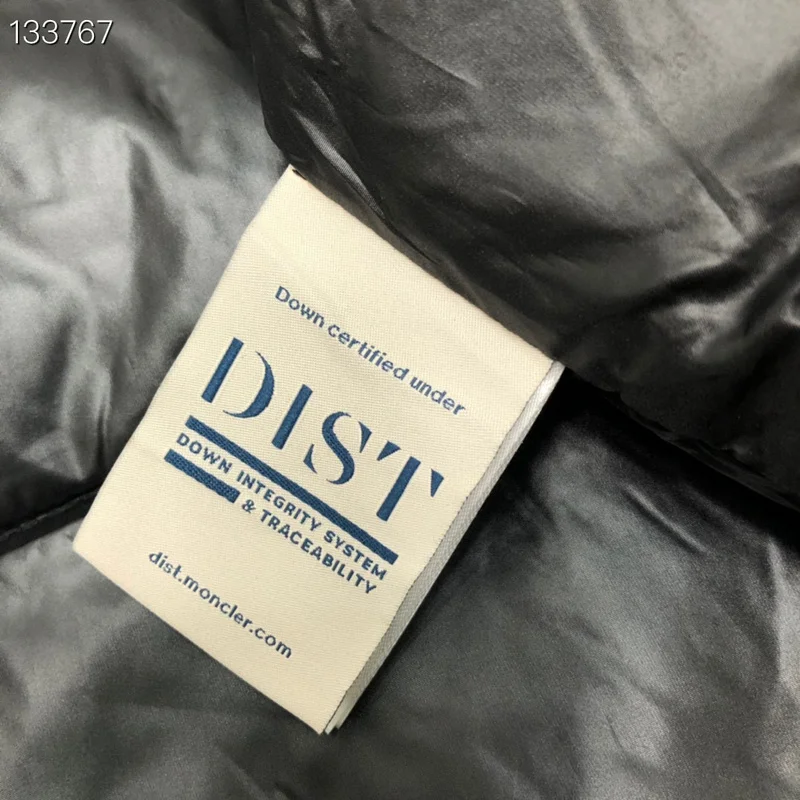 133767
Down certified under
DIST
DOWN INTEGRITY SYSTEM
& TRACEABILITY
dist.moncler.com